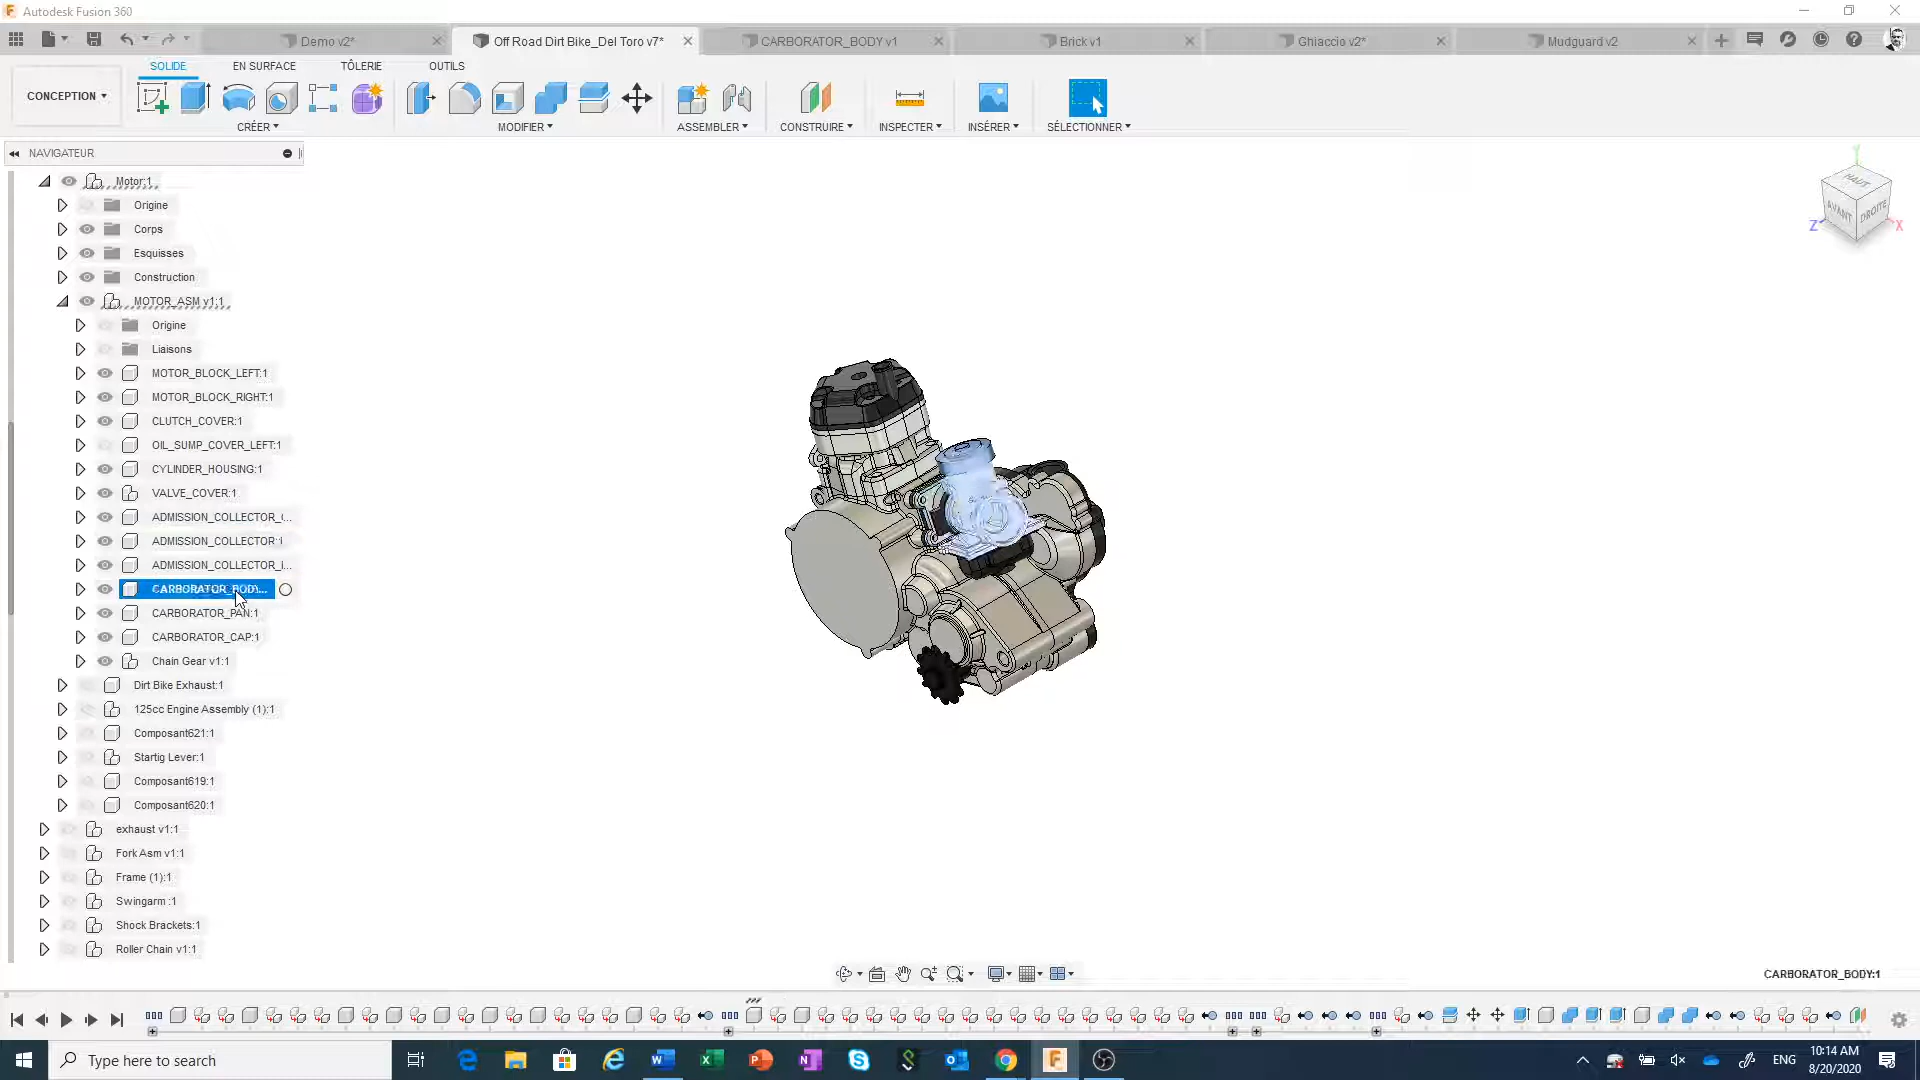 Autodesk Fusion 360
Demo v2*
Off Road Dirt Bike_Del Toro v7*
CARBORATOR_BODY v1
Brick v1
Ghiaccio v2*
Mudguard v2
CONCEPTION
SOLIDE
EN SURFACE
TÔLERIE
OUTILS
CRÉER
MODIFIER
ASSEMBLER
CONSTRUIRE
INSPECTER
INSÉRER
SÉLECTIONNER
NAVIGATEUR
Motor:1
Origine
Corps
Esquisses
Construction
MOTOR_ASM v1:1
Origine
Liaisons
MOTOR_BLOCK_LEFT:1
MOTOR_BLOCK_RIGHT:1
CLUTCH_COVER:1
OIL_SUMP_COVER_LEFT:1
CYLINDER_HOUSING:1
VALVE_COVER:1
ADMISSION_COLLECTOR_(...
ADMISSION_COLLECTOR:1
ADMISSION_COLLECTOR_I...
CARBORATOR_BODY...
CARBORATOR_PAN:1
CARBORATOR_CAP:1
Chain Gear v1:1
Dirt Bike Exhaust:1
125cc Engine Assembly (1):1
Composant621:1
Startig Lever:1
Composant619:1
Composant620:1
exhaust v1:1
Fork Asm v1:1
Frame (1):1
Swingarm :1
Shock Brackets:1
Roller Chain v1:1
Y
HAUT
AVANT
DROITE
Z
X
CARBORATOR_BODY:1
Type here to search
ENG
10:14 AM
8/20/2020